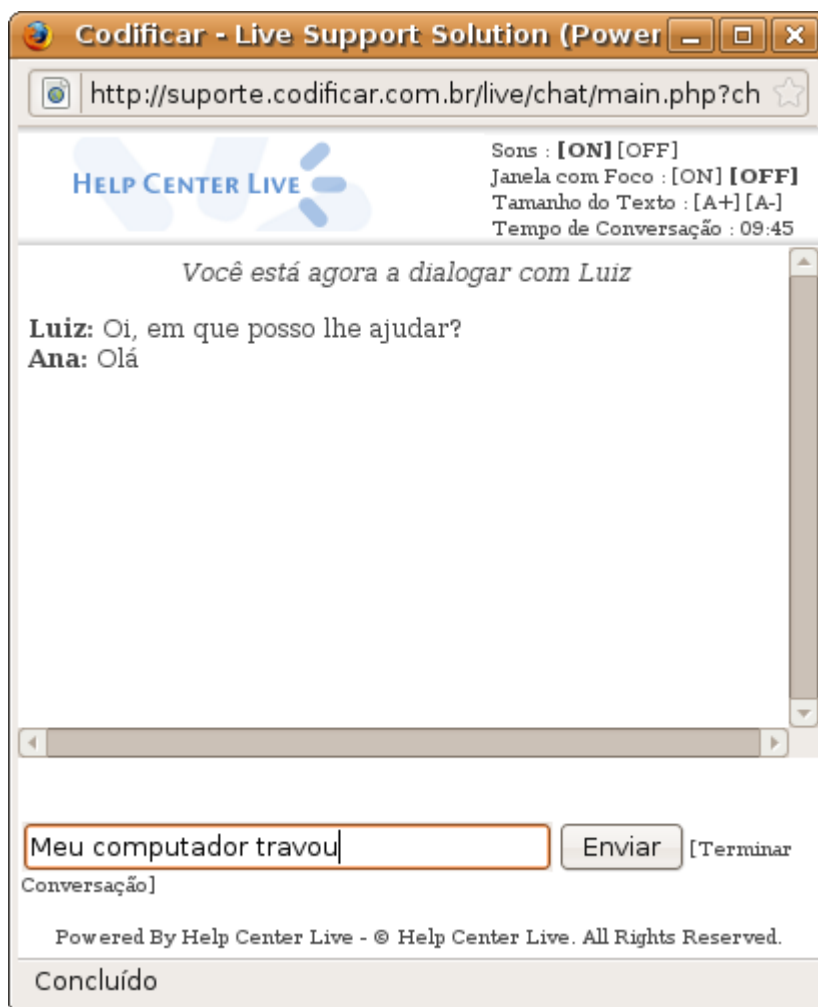 Codificar - Live Support Solution (Power
http://suporte.codificar.com.br/live/chat/main.php?ch
HELP CENTER LIVE
Sons : [ON] [OFF]
Janela com Foco : [ON] [OFF]
Tamanho do Texto : [A+] [A-]
Tempo de Conversação : 09:45
Você está agora a dialogar com Luiz
Luiz: Oi, em que posso lhe ajudar?
Ana: Olá
Meu computador travou Enviar [Terminar
Conversação]
Powered By Help Center Live - © Help Center Live. All Rights Reserved.
Concluído